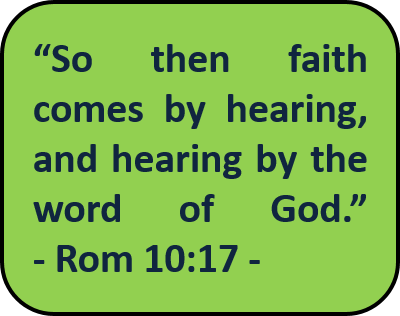 “So then faith
comes by hearing,
and hearing by the
word of God.”
- Rom 10:17 -